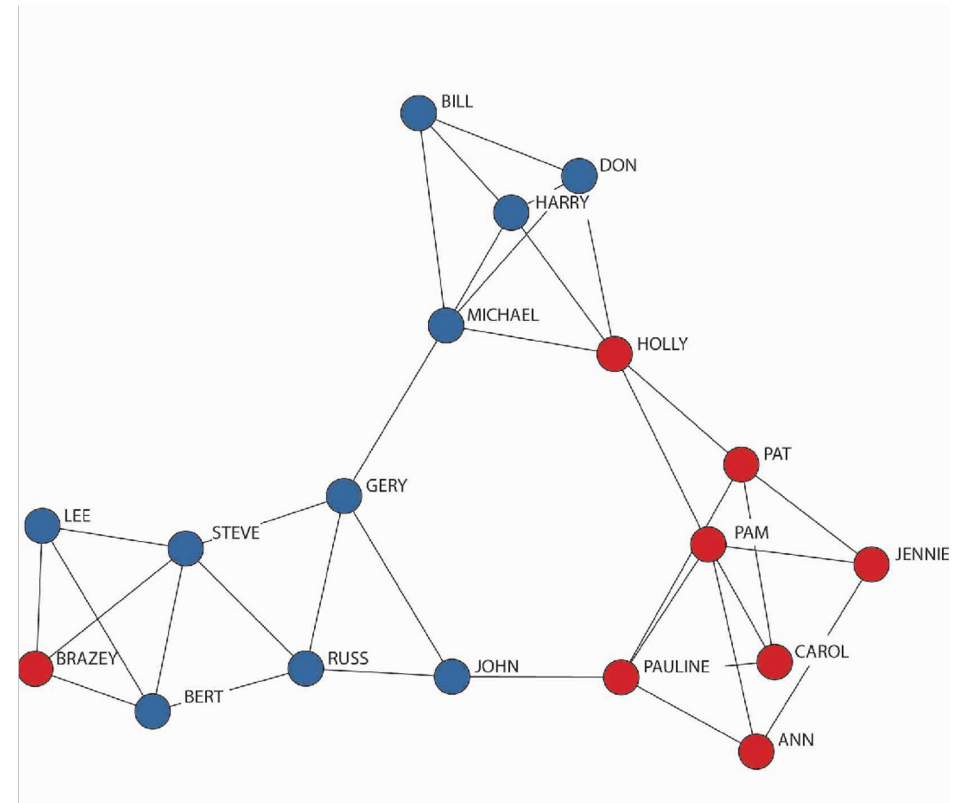 BILL
DON
HARRY
MICHAEL
HOLLY
PAT
GERY
LEE
STEVE
PAM
JENNIE
BRAZEY
RUSS
JOHN
PAULINE
CAROL
BERT
ANN